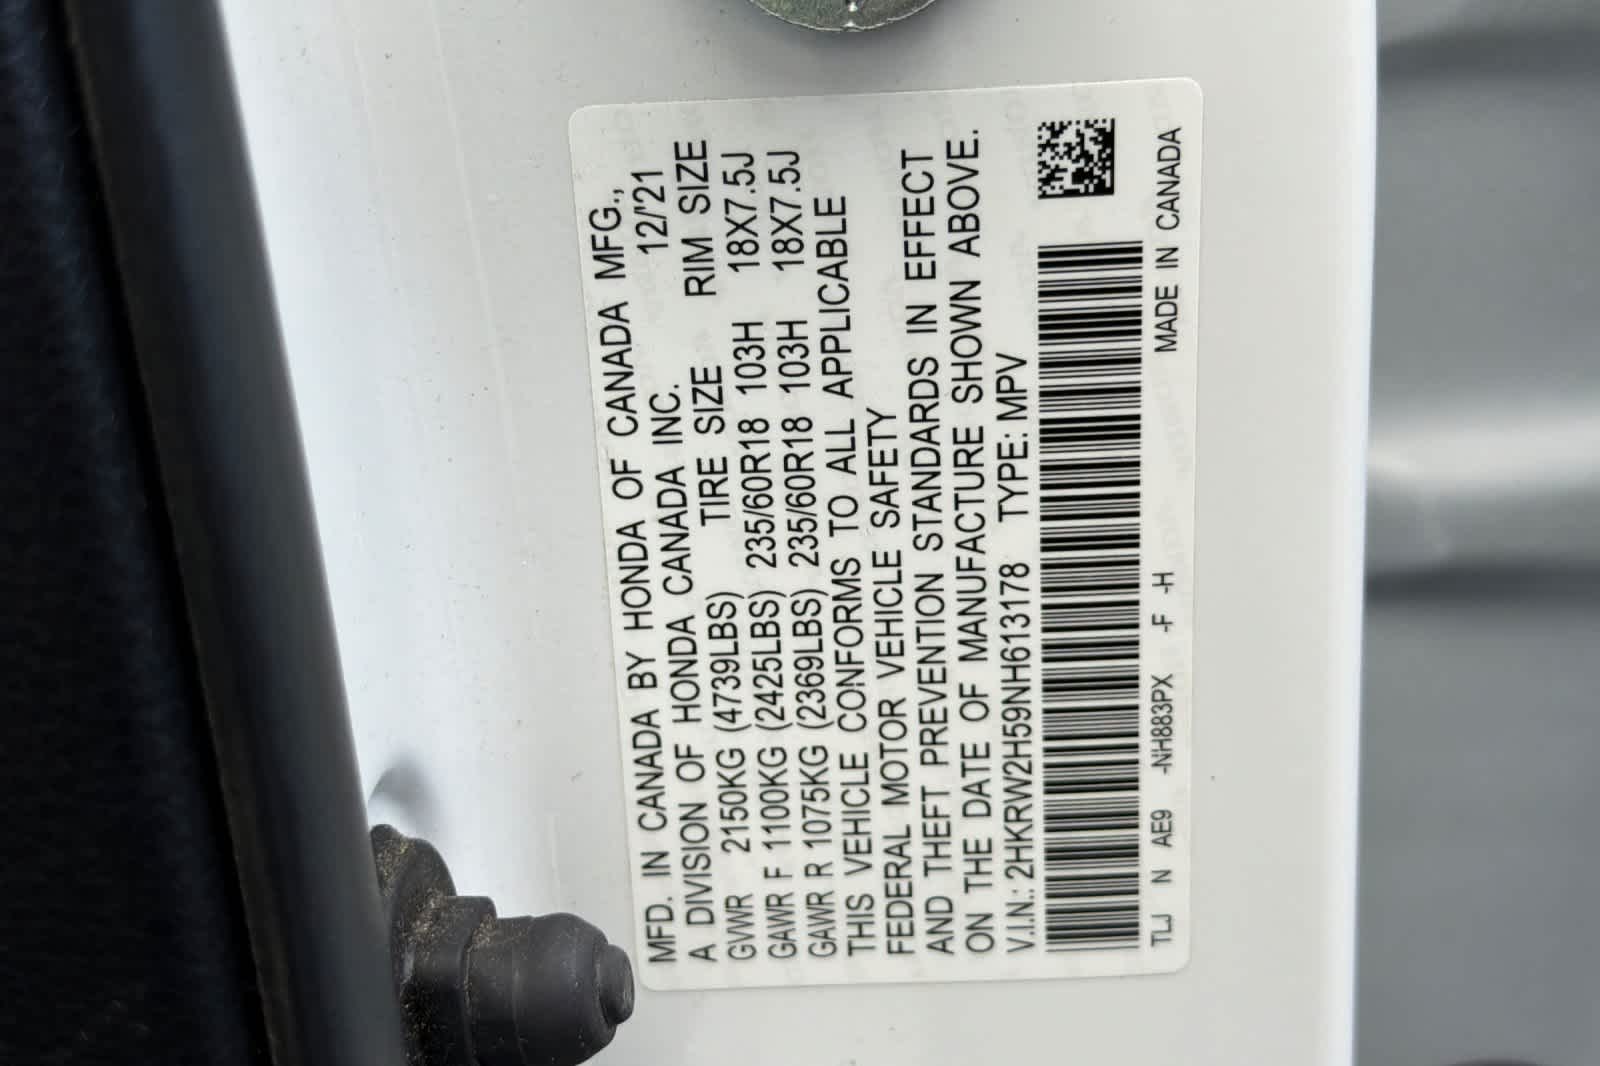 MFD. IN CANADA BY HONDA OF CANADA MFG.,
A DIVISION OF HONDA CANADA INC. 12/'21
TIRE SIZE RIM SIZE
GVWR 2150KG (4739LBS)
GAWR F 1100KG (2425LBS) 235/60R18 103H 18X7.5J
GAWR R 1075KG (2369LBS) 235/60R18 103H 18X7.5J
THIS VEHICLE CONFORMS TO ALL APPLICABLE
FEDERAL MOTOR VEHICLE SAFETY
AND THEFT PREVENTION STANDARDS IN EFFECT
ON THE DATE OF MANUFACTURE SHOWN ABOVE.
V.I.N.: 2HKRW2H59NH613178 TYPE: MPV
TLJ N AE9 -NH883PX -F -H MADE IN CANADA